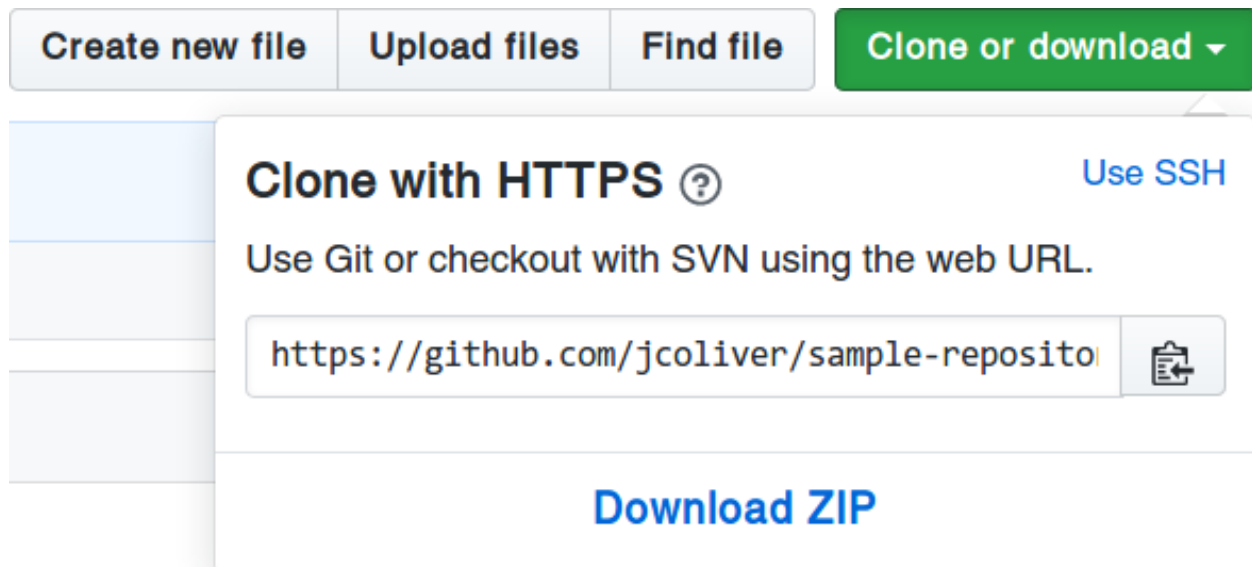 Create new file Upload files Find file Clone or download
Clone with HTTPS Use SSH
Use Git or checkout with SVN using the web URL.
https://github.com/jcoliver/sample-reposito
Download ZIP